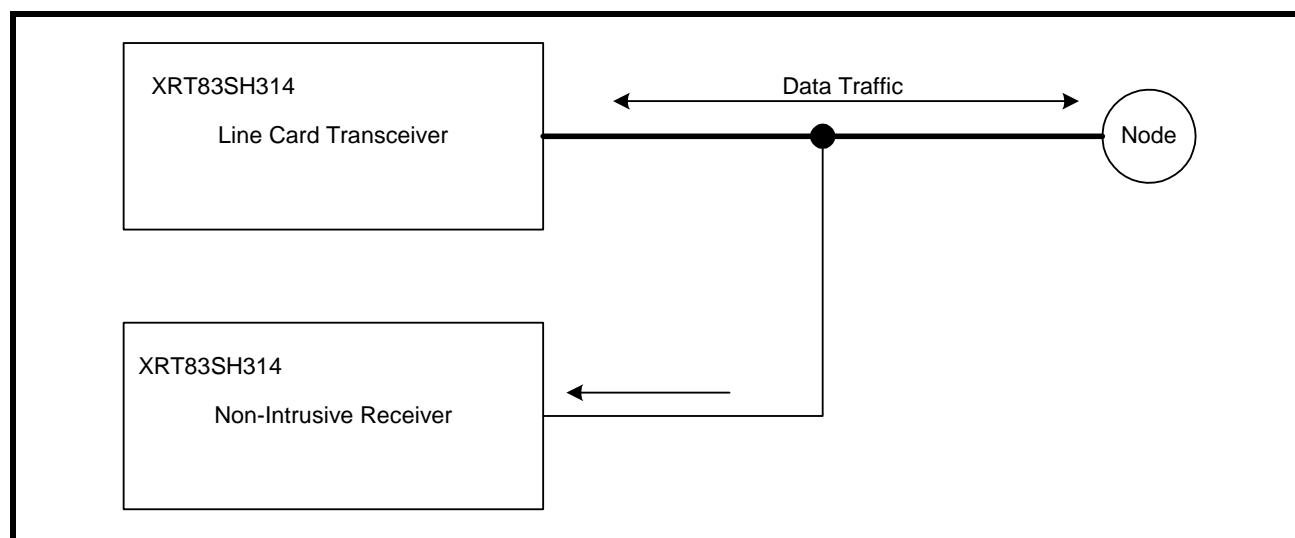 XRT83SH314
Line Card Transceiver
Data Traffic
Node
XRT83SH314
Non-Intrusive Receiver